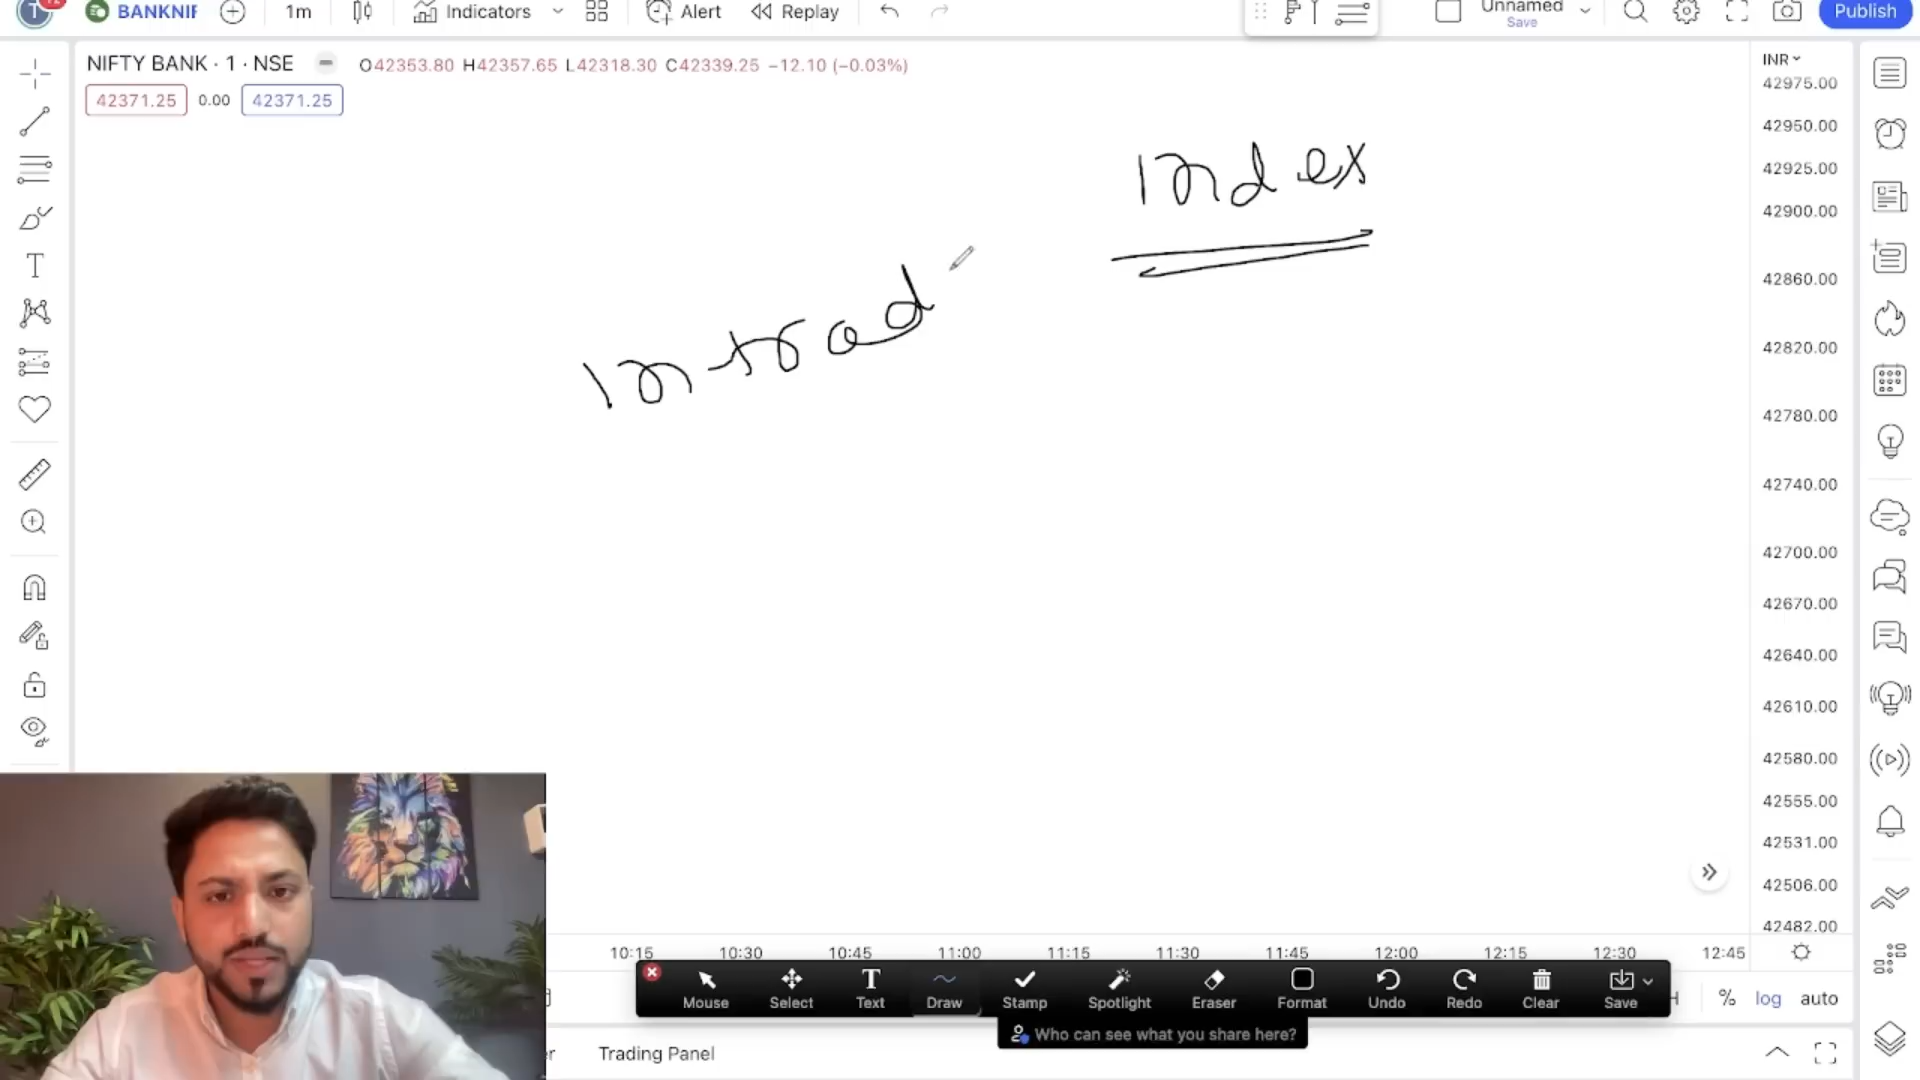 BANKNIF
1m
Indicators
Alert
Replay
Unnamed
Save
Publish
NIFTY BANK · 1 · NSE
O42353.80 H42357.65 L42318.30 C42339.25 −12.10 (−0.03%)
42371.25 0.00 42371.25
INR
42975.00
42950.00
42925.00
42900.00
42860.00
42820.00
42780.00
42740.00
42700.00
42670.00
42640.00
42610.00
42580.00
42555.00
42531.00
42506.00
42482.00
Index
Intrad
10:15 10:30 10:45 11:00 11:15 11:30 11:45 12:00 12:15 12:30 12:45
Mouse Select Text Draw Stamp Spotlight Eraser Format Undo Redo Clear Save
% log auto
Who can see what you share here?
Trading Panel